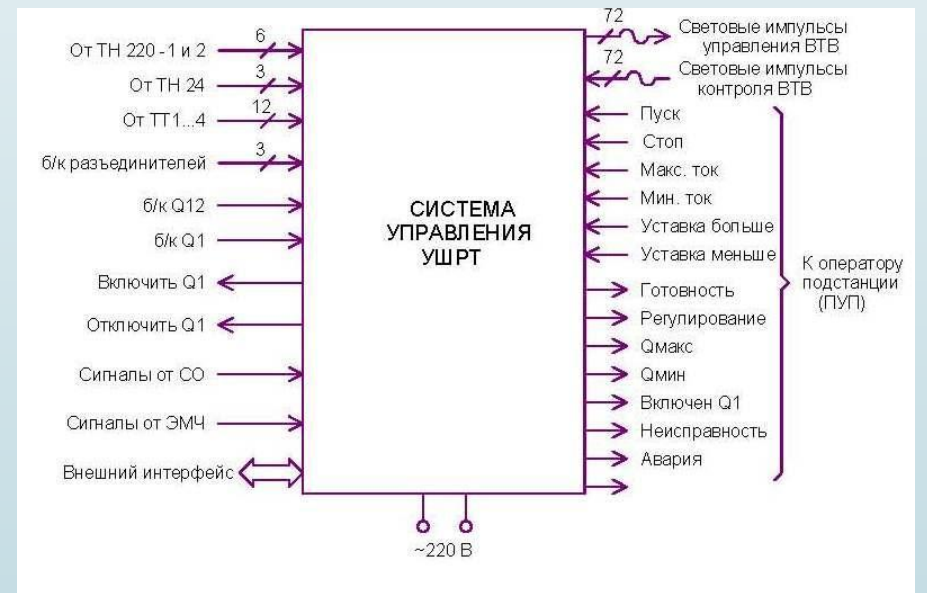 От ТН 220 -1 и 2
6
От ТН 24
3
От ТТ1...4
12
б/к разъединителей
3
б/к Q12
б/к Q1
Включить Q1
Отключить Q1
Сигналы от СО
Сигналы от ЭМЧ
Внешний интерфейс
СИСТЕМА
УПРАВЛЕНИЯ
УШРТ
~220 В
72
Световые импульсы
управления ВТВ
72
Световые импульсы
контроля ВТВ
Пуск
Стоп
Макс. ток
Мин. ток
Уставка больше
Уставка меньше
Готовность
Регулирование
Qмакс
Qмин
Включен Q1
Неисправность
Авария
К оператору
подстанции
(ПУП)